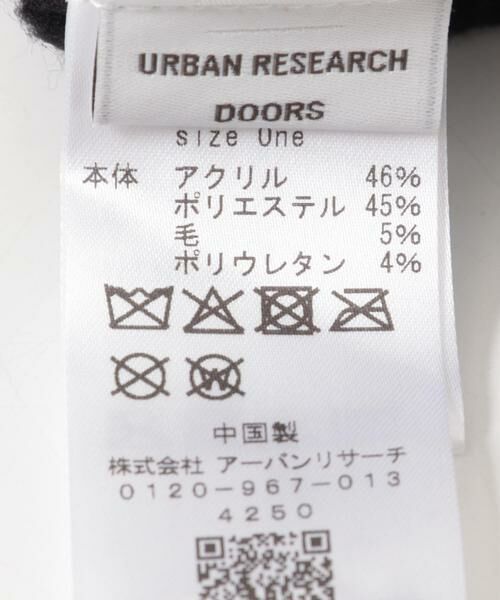 URBAN RESEARCH
DOORS
size One
本体 アクリル 46%
ポリエステル 45%
毛 5%
ポリウレタン 4%
中国製
株式会社 アーバンリサーチ
0120-967-013
4250